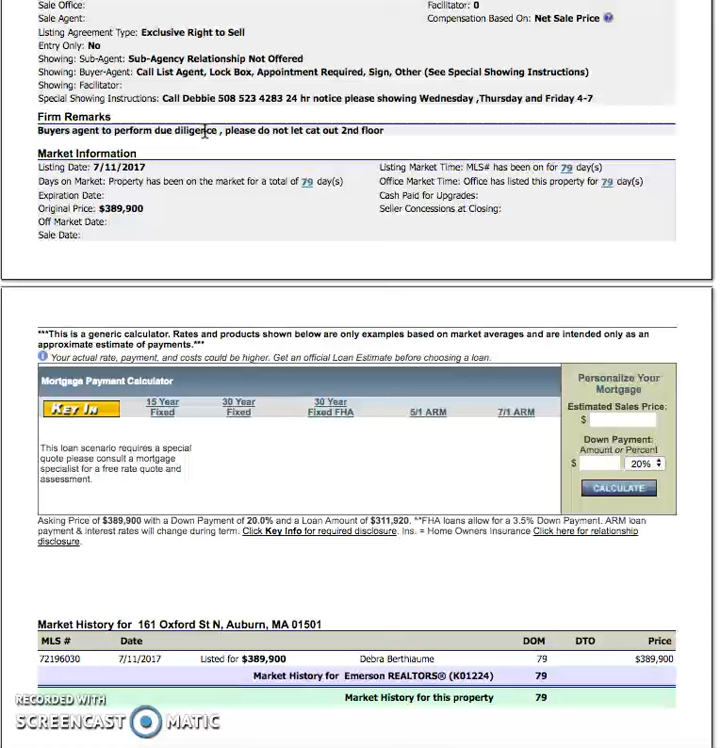 Sale Office:
Facilitator: 0
Sale Agent:
Compensation Based On: Net Sale Price
Listing Agreement Type: Exclusive Right to Sell
Entry Only: No
Showing: Sub-Agent: Sub-Agency Relationship Not Offered
Showing: Buyer-Agent: Call List Agent, Lock Box, Appointment Required, Sign, Other (See Special Showing Instructions)
Showing: Facilitator:
Special Showing Instructions: Call Debbie 508 523 4283 24 hr notice please showing Wednesday ,Thursday and Friday 4-7
Firm Remarks
Buyers agent to perform due diligence , please do not let cat out 2nd floor
Market Information
Listing Date: 7/11/2017
Listing Market Time: MLS# has been on for 79 day(s)
Days on Market: Property has been on the market for a total of 79 day(s)
Office Market Time: Office has listed this property for 79 day(s)
Expiration Date:
Cash Paid for Upgrades:
Original Price: $389,900
Seller Concessions at Closing:
Off Market Date:
Sale Date:
***This is a generic calculator. Rates and products shown below are only examples based on market averages and are intended only as an
approximate estimate of payments.***
Your actual rate, payment, and costs could be higher. Get an official Loan Estimate before choosing a loan.
Mortgage Payment Calculator
KEY IN
15 Year Fixed
30 Year Fixed
30 Year Fixed FHA
5/1 ARM
7/1 ARM
This loan scenario requires a special
quote please consult a mortgage
specialist for a free rate quote and
assessment.
Personalize Your
Mortgage
Estimated Sales Price:
$
Down Payment:
Amount or Percent
$ 20%
CALCULATE
Asking Price of $389,900 with a Down Payment of 20.0% and a Loan Amount of $311,920. **FHA loans allow for a 3.5% Down Payment. ARM loan
payment & interest rates will change during term. Click Key Info for required disclosure. Ins. = Home Owners Insurance Click here for relationship
disclosure.
Market History for 161 Oxford St N, Auburn, MA 01501
MLS # Date DOM DTO Price
72196030 7/11/2017 Listed for $389,900 Debra Berthiaume 79 $389,900
Market History for Emerson REALTORS® (K01224) 79
Market History for this property 79
RECORDED WITH
SCREENCAST MATIC